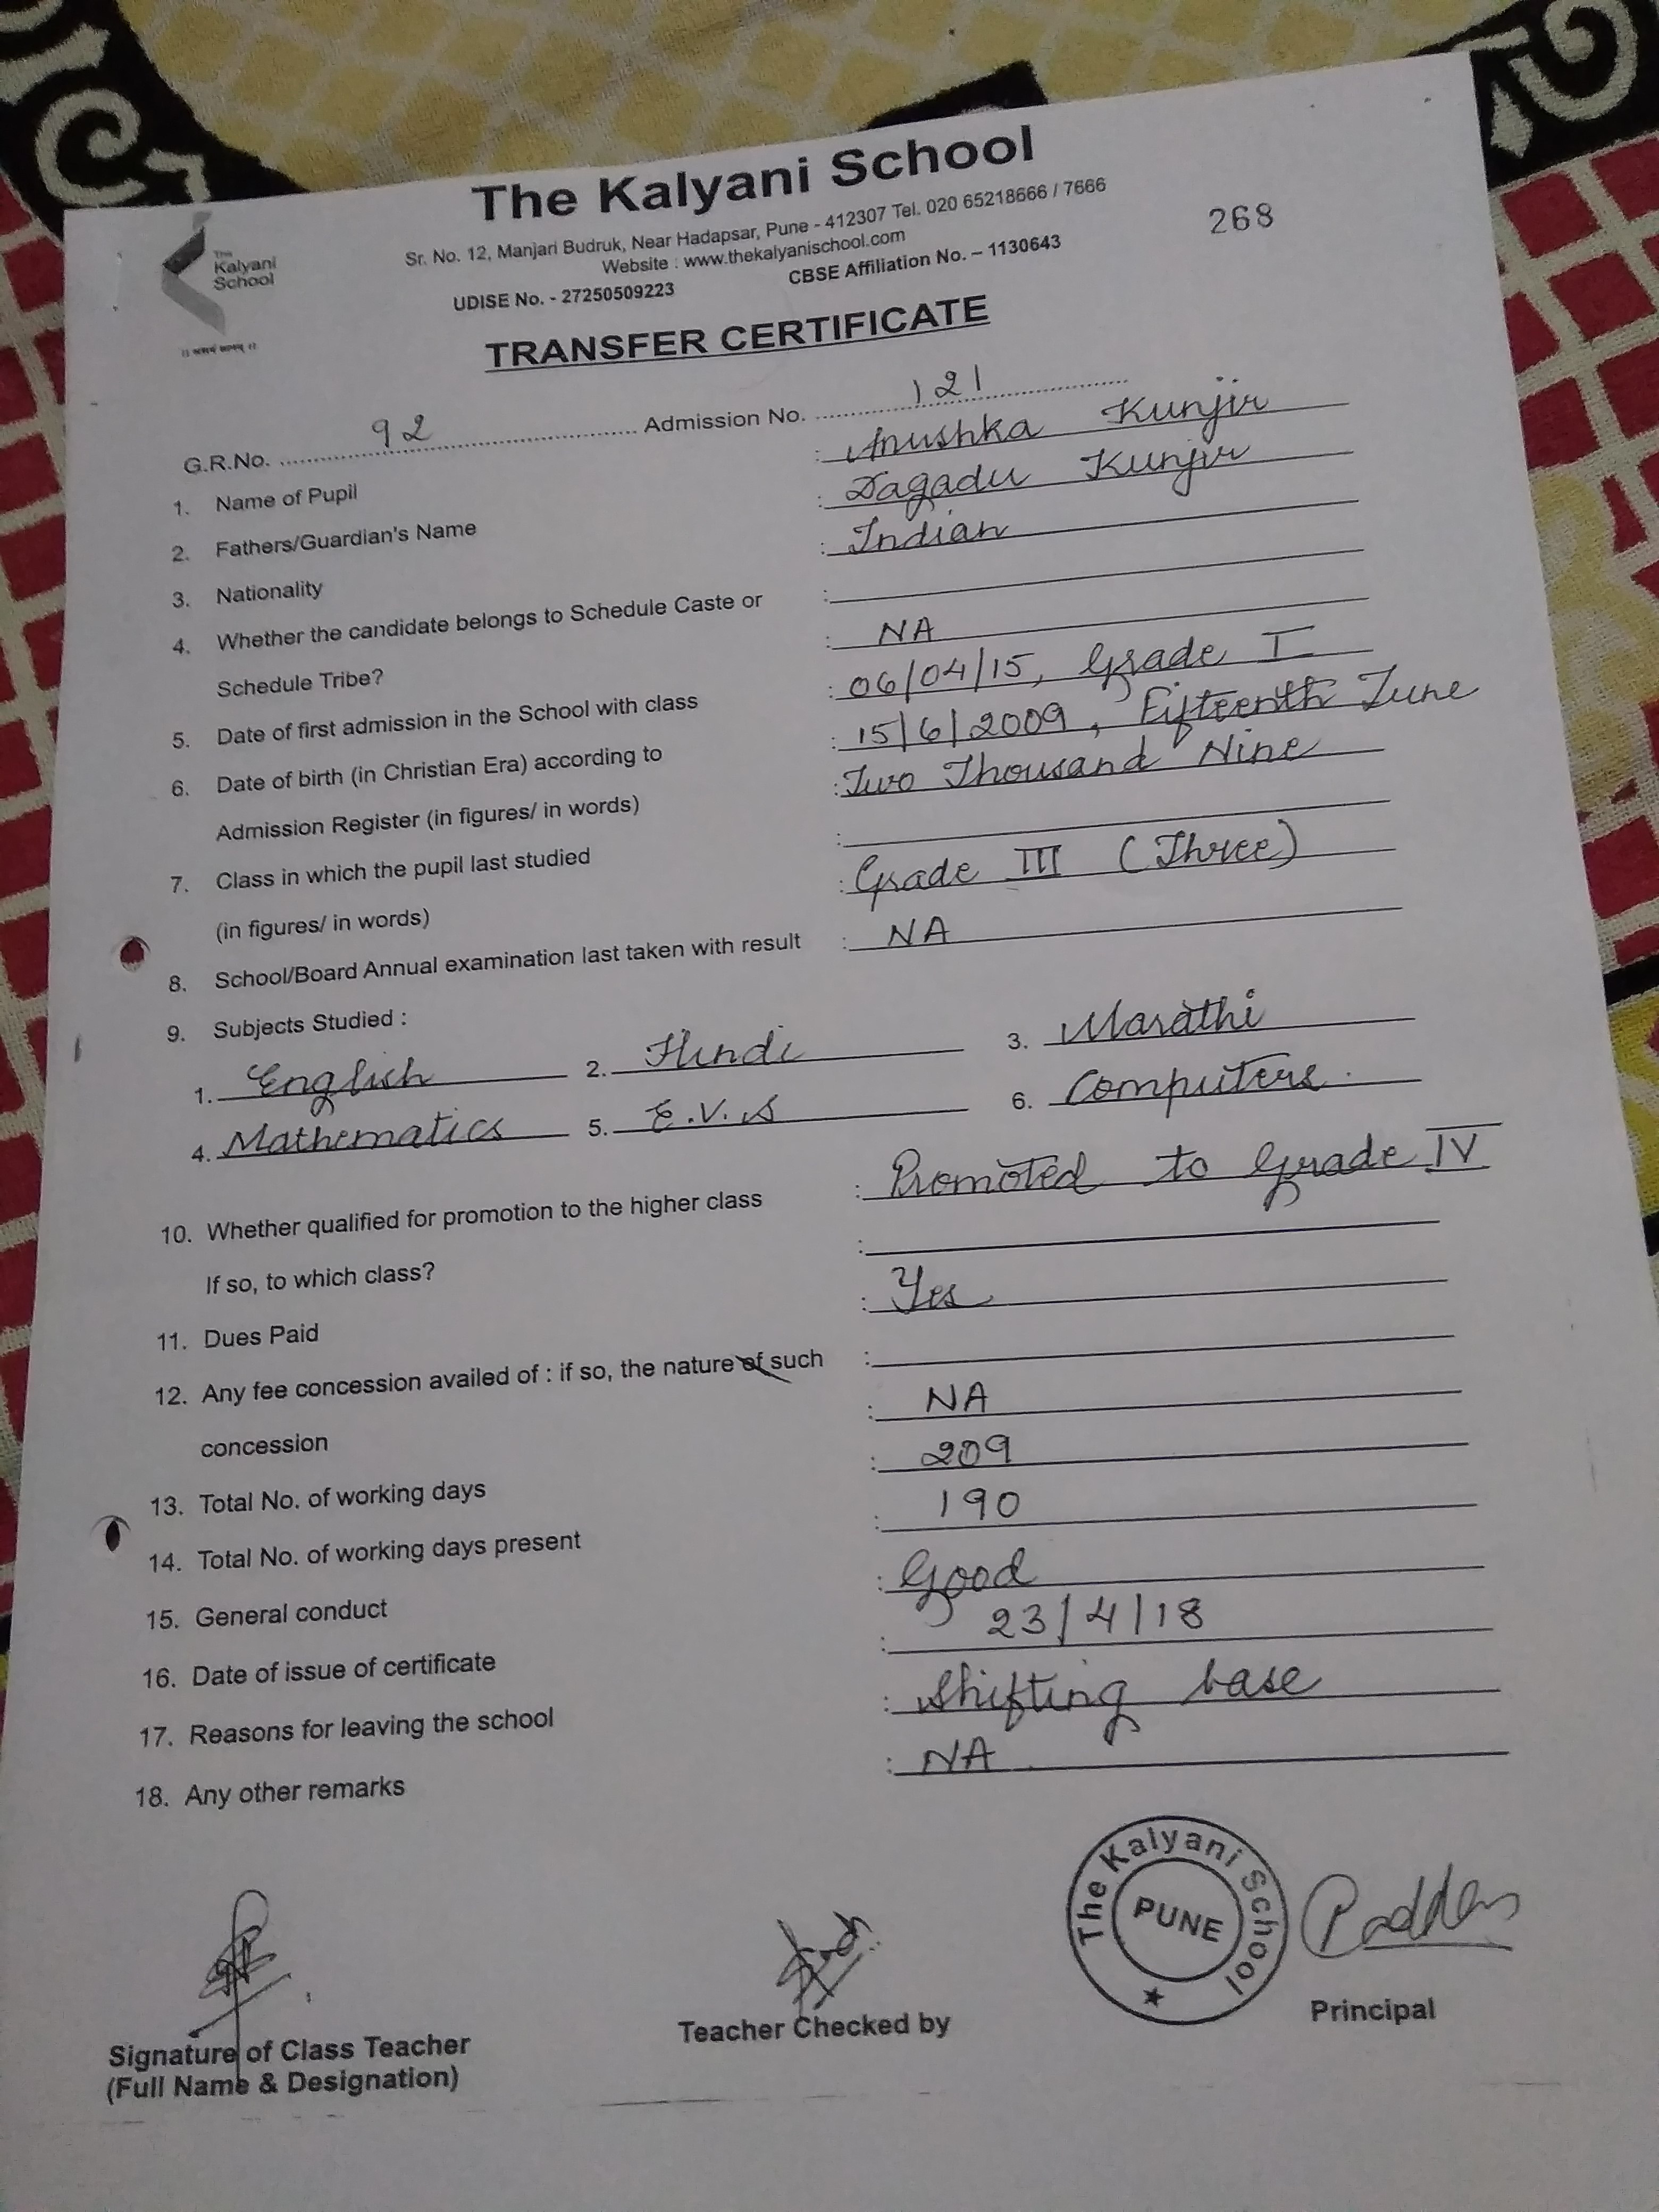 The Kalyani School
Sr. No. 12, Manjari Budruk, Near Hadapsar, Pune - 412307 Tel. 020 65218666 / 7666
Website : www.thekalyanischool.com
UDISE No. - 27250509223 CBSE Affiliation No. – 1130643
268
The
Kalyani
School
TRANSFER CERTIFICATE
G.R.No. 92 Admission No. 121
1. Name of Pupil : Anushka Kunjir
2. Fathers/Guardian's Name : Dagadu Kunjir
3. Nationality : Indian
4. Whether the candidate belongs to Schedule Caste or :
Schedule Tribe? : NA
5. Date of first admission in the School with class : 06/04/15, Grade I
6. Date of birth (in Christian Era) according to : 15/6/2009, Fifteenth June
Admission Register (in figures/ in words) : Two Thousand Nine
7. Class in which the pupil last studied :
(in figures/ in words) : Grade III (Three)
8. School/Board Annual examination last taken with result : NA
9. Subjects Studied :
1. English 2. Hindi 3. Marathi
4. Mathematics 5. E.V.S 6. Computers.
10. Whether qualified for promotion to the higher class : Promoted to Grade IV
If so, to which class? :
11. Dues Paid : Yes
12. Any fee concession availed of : if so, the nature of such :
concession : NA
13. Total No. of working days : 209
14. Total No. of working days present : 190
15. General conduct : Good
16. Date of issue of certificate : 23/4/18
17. Reasons for leaving the school : Shifting base
18. Any other remarks : NA
The Kalyani School
PUNE
Signature of Class Teacher Teacher Checked by Principal
(Full Name & Designation)